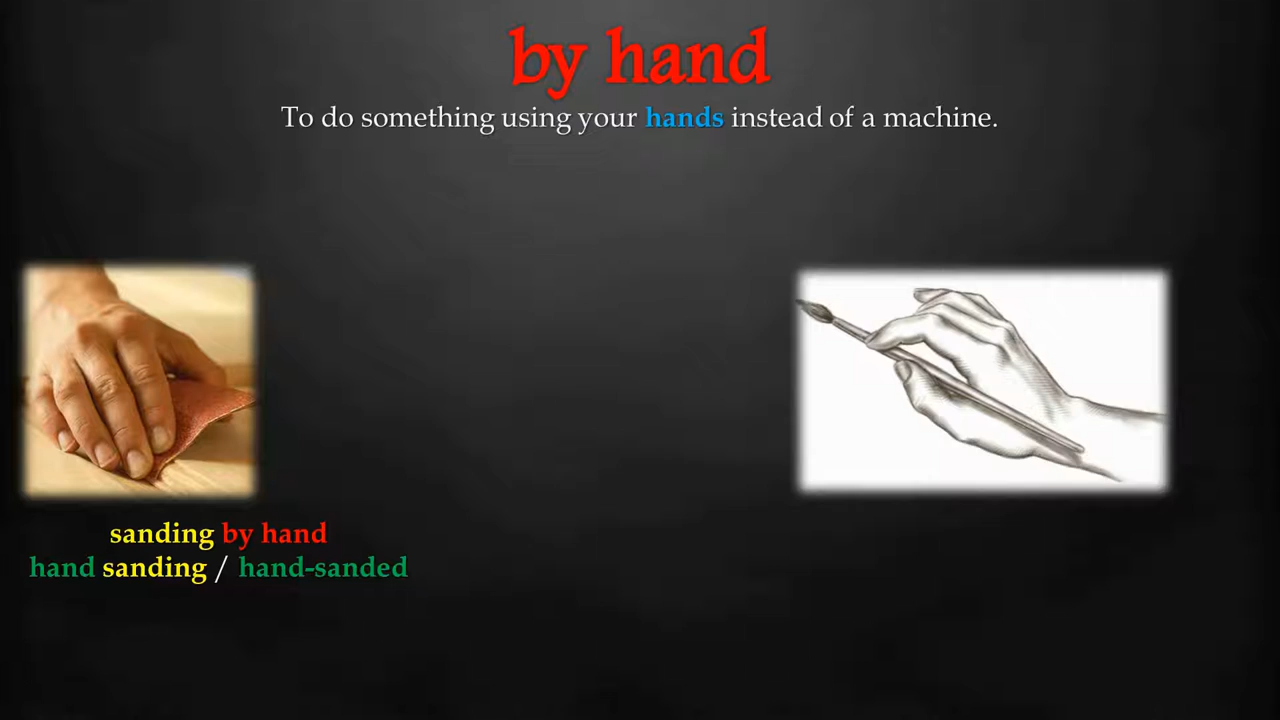 by hand
To do something using your hands instead of a machine.
sanding by hand
hand sanding / hand-sanded